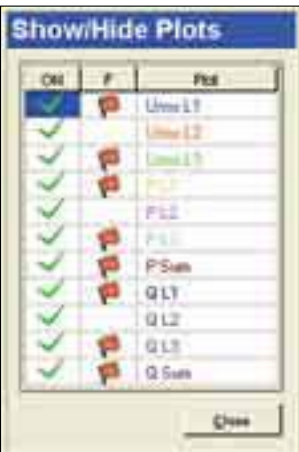 Show/Hide Plots
ON F Plot
Urms L1
Urms L2
Urms L3
P L1
P L2
P L3
P Sum
Q L1
Q L2
Q L3
Q Sum
Close